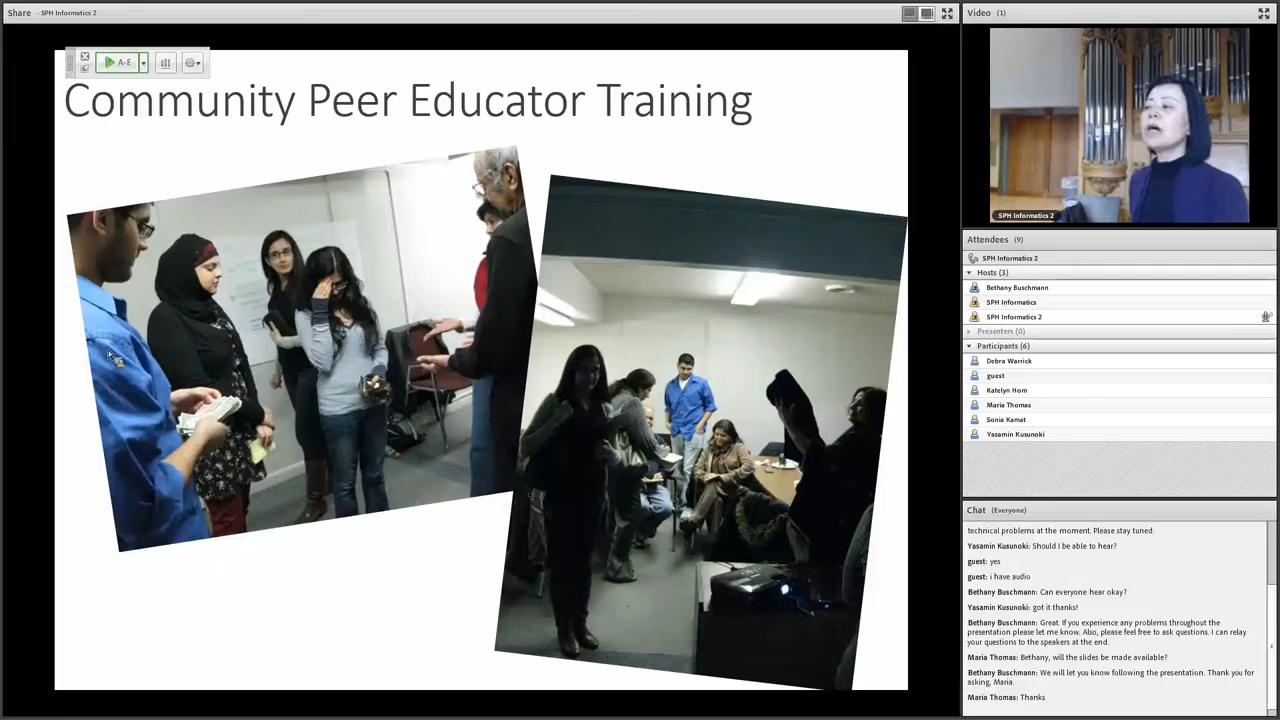 Share - SPH Informatics 2
A-E
Community Peer Educator Training
Video (1)
SPH Informatics 2
Attendees (9)
SPH Informatics 2
Hosts (3)
Bethany Buschmann
SPH Informatics
SPH Informatics 2
Presenters (0)
Participants (6)
Debra Warrick
guest
Katelyn Hom
Maria Thomas
Sonia Kamat
Yasamin Kusunoki
Chat (Everyone)
technical problems at the moment. Please stay tuned.
Yasamin Kusunoki: Should I be able to hear?
guest: yes
guest: i have audio
Bethany Buschmann: Can everyone hear okay?
Yasamin Kusunoki: got it thanks!
Bethany Buschmann: Great. If you experience any problems throughout the
presentation please let me know. Also, please feel free to ask questions. I can relay
your questions to the speakers at the end.
Maria Thomas: Bethany, will the slides be made available?
Bethany Buschmann: We will let you know following the presentation. Thank you for
asking, Maria.
Maria Thomas: Thanks